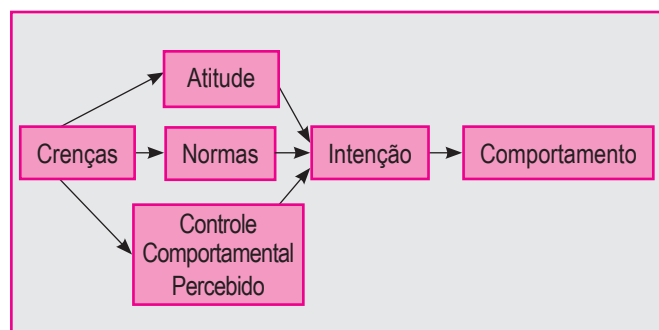 Atitude
Crenças
Normas
Intenção
Comportamento
Controle
Comportamental
Percebido